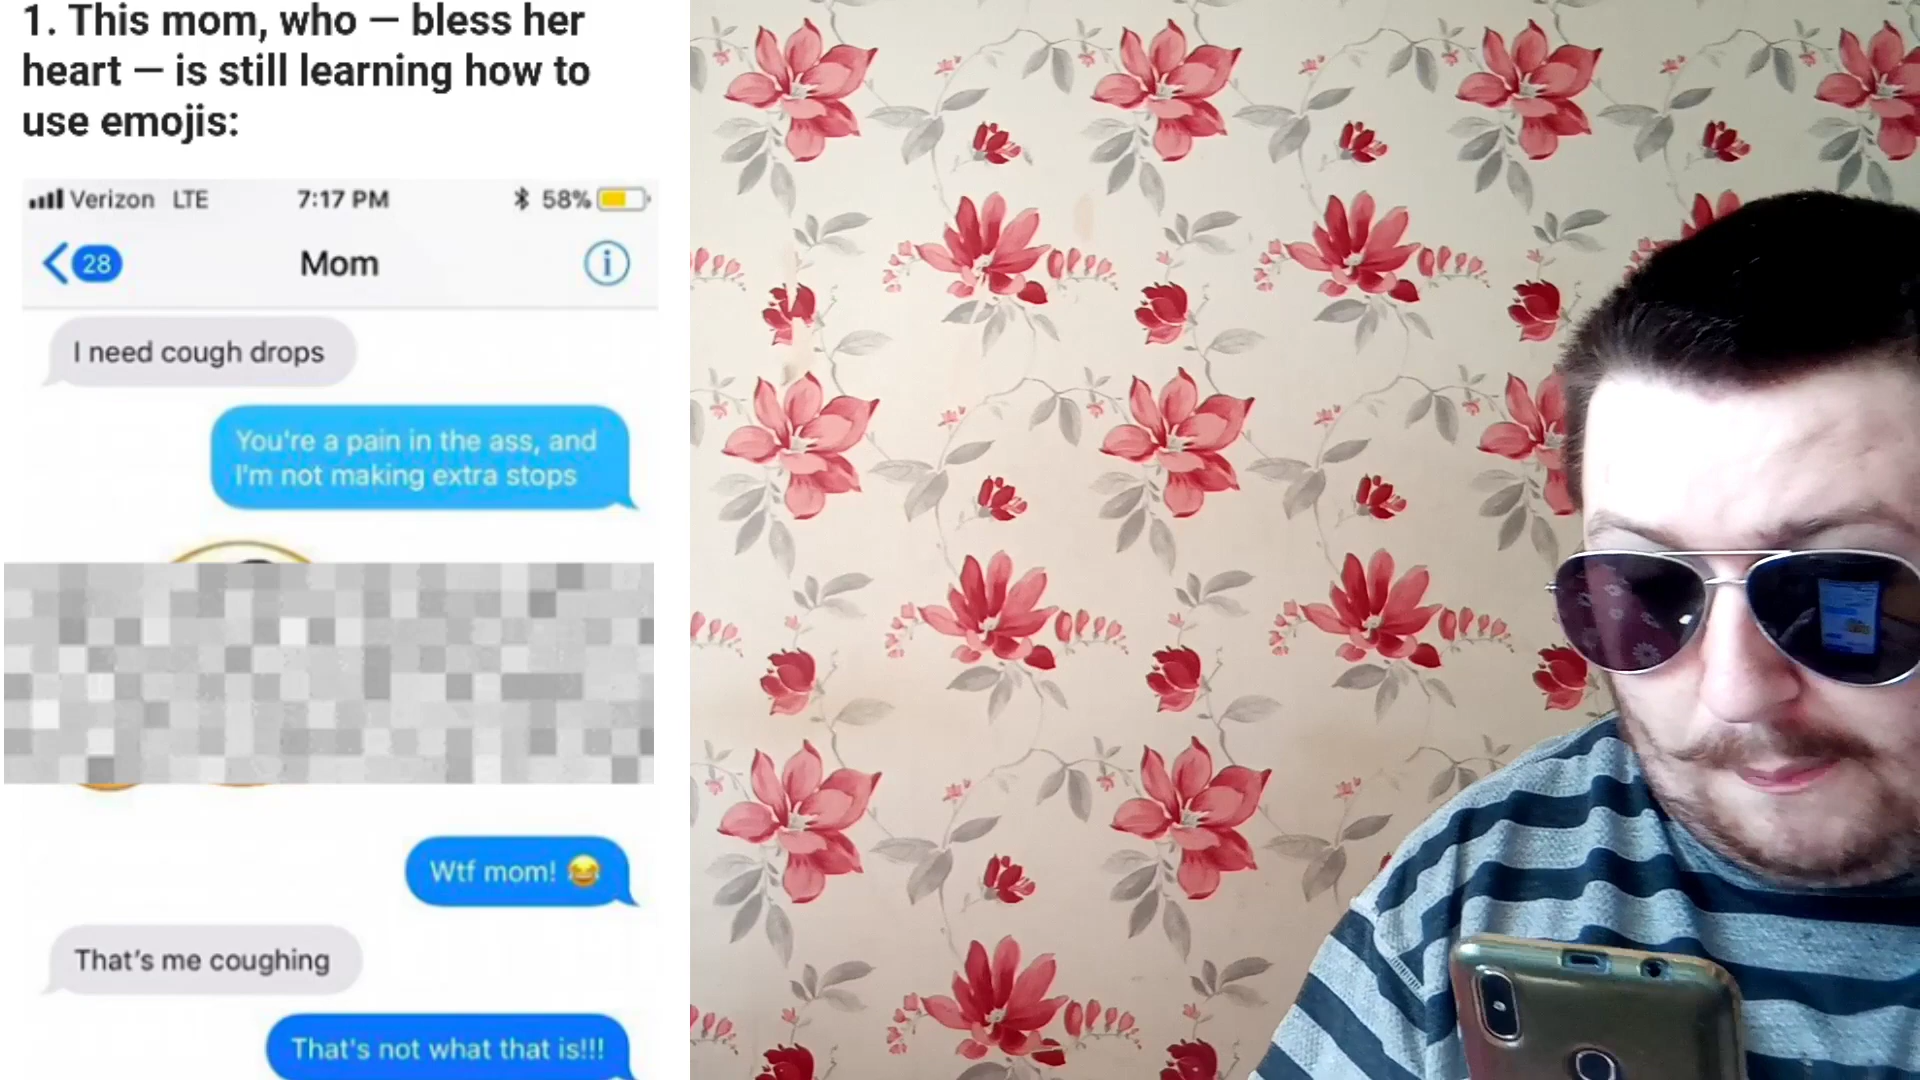 1. This mom, who — bless her
heart — is still learning how to
use emojis:
Verizon LTE 7:17 PM 58%
28 Mom i
I need cough drops
You're a pain in the ass, and
I'm not making extra stops
Wtf mom! 😂
That's me coughing
That's not what that is!!!